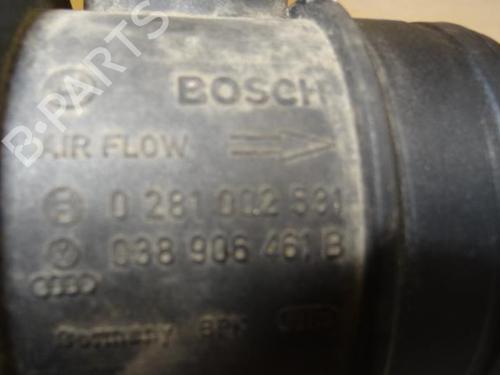 B-PARTS
BOSCH
AIR FLOW
0 281 002 531
038 906 461 B
Germany